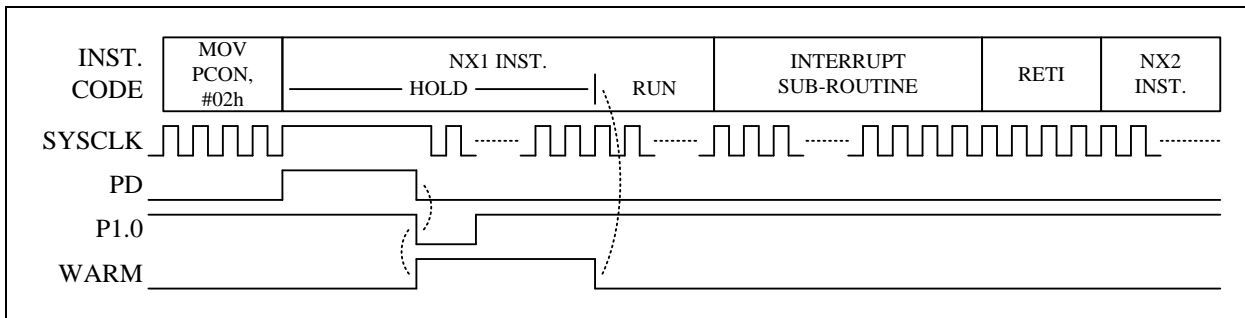 INST.
CODE
MOV
PCON,
#02h
NX1 INST.
HOLD
RUN
INTERRUPT
SUB-ROUTINE
RETI
NX2
INST.
SYSCLK
PD
P1.0
WARM